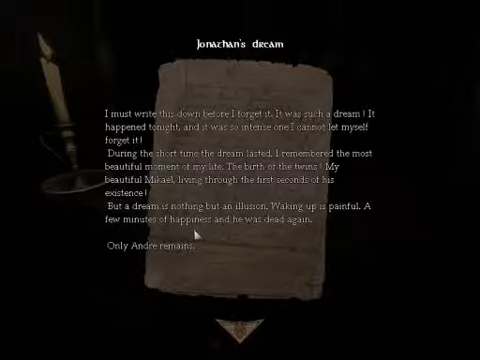 Jonathan's dream
I must write this down before I forget it. It was such a dream ! It
happened tonight, and it was so intense one I cannot let myself
forget it !
During the short time the dream lasted, I remembered the most
beautiful moment of my life. The birth of the twins ! My
beautiful Mikael, living through the first seconds of his
existence !
But a dream is nothing but an illusion. Waking up is painful. A
few minutes of happiness and he was dead again.
Only Andre remains.